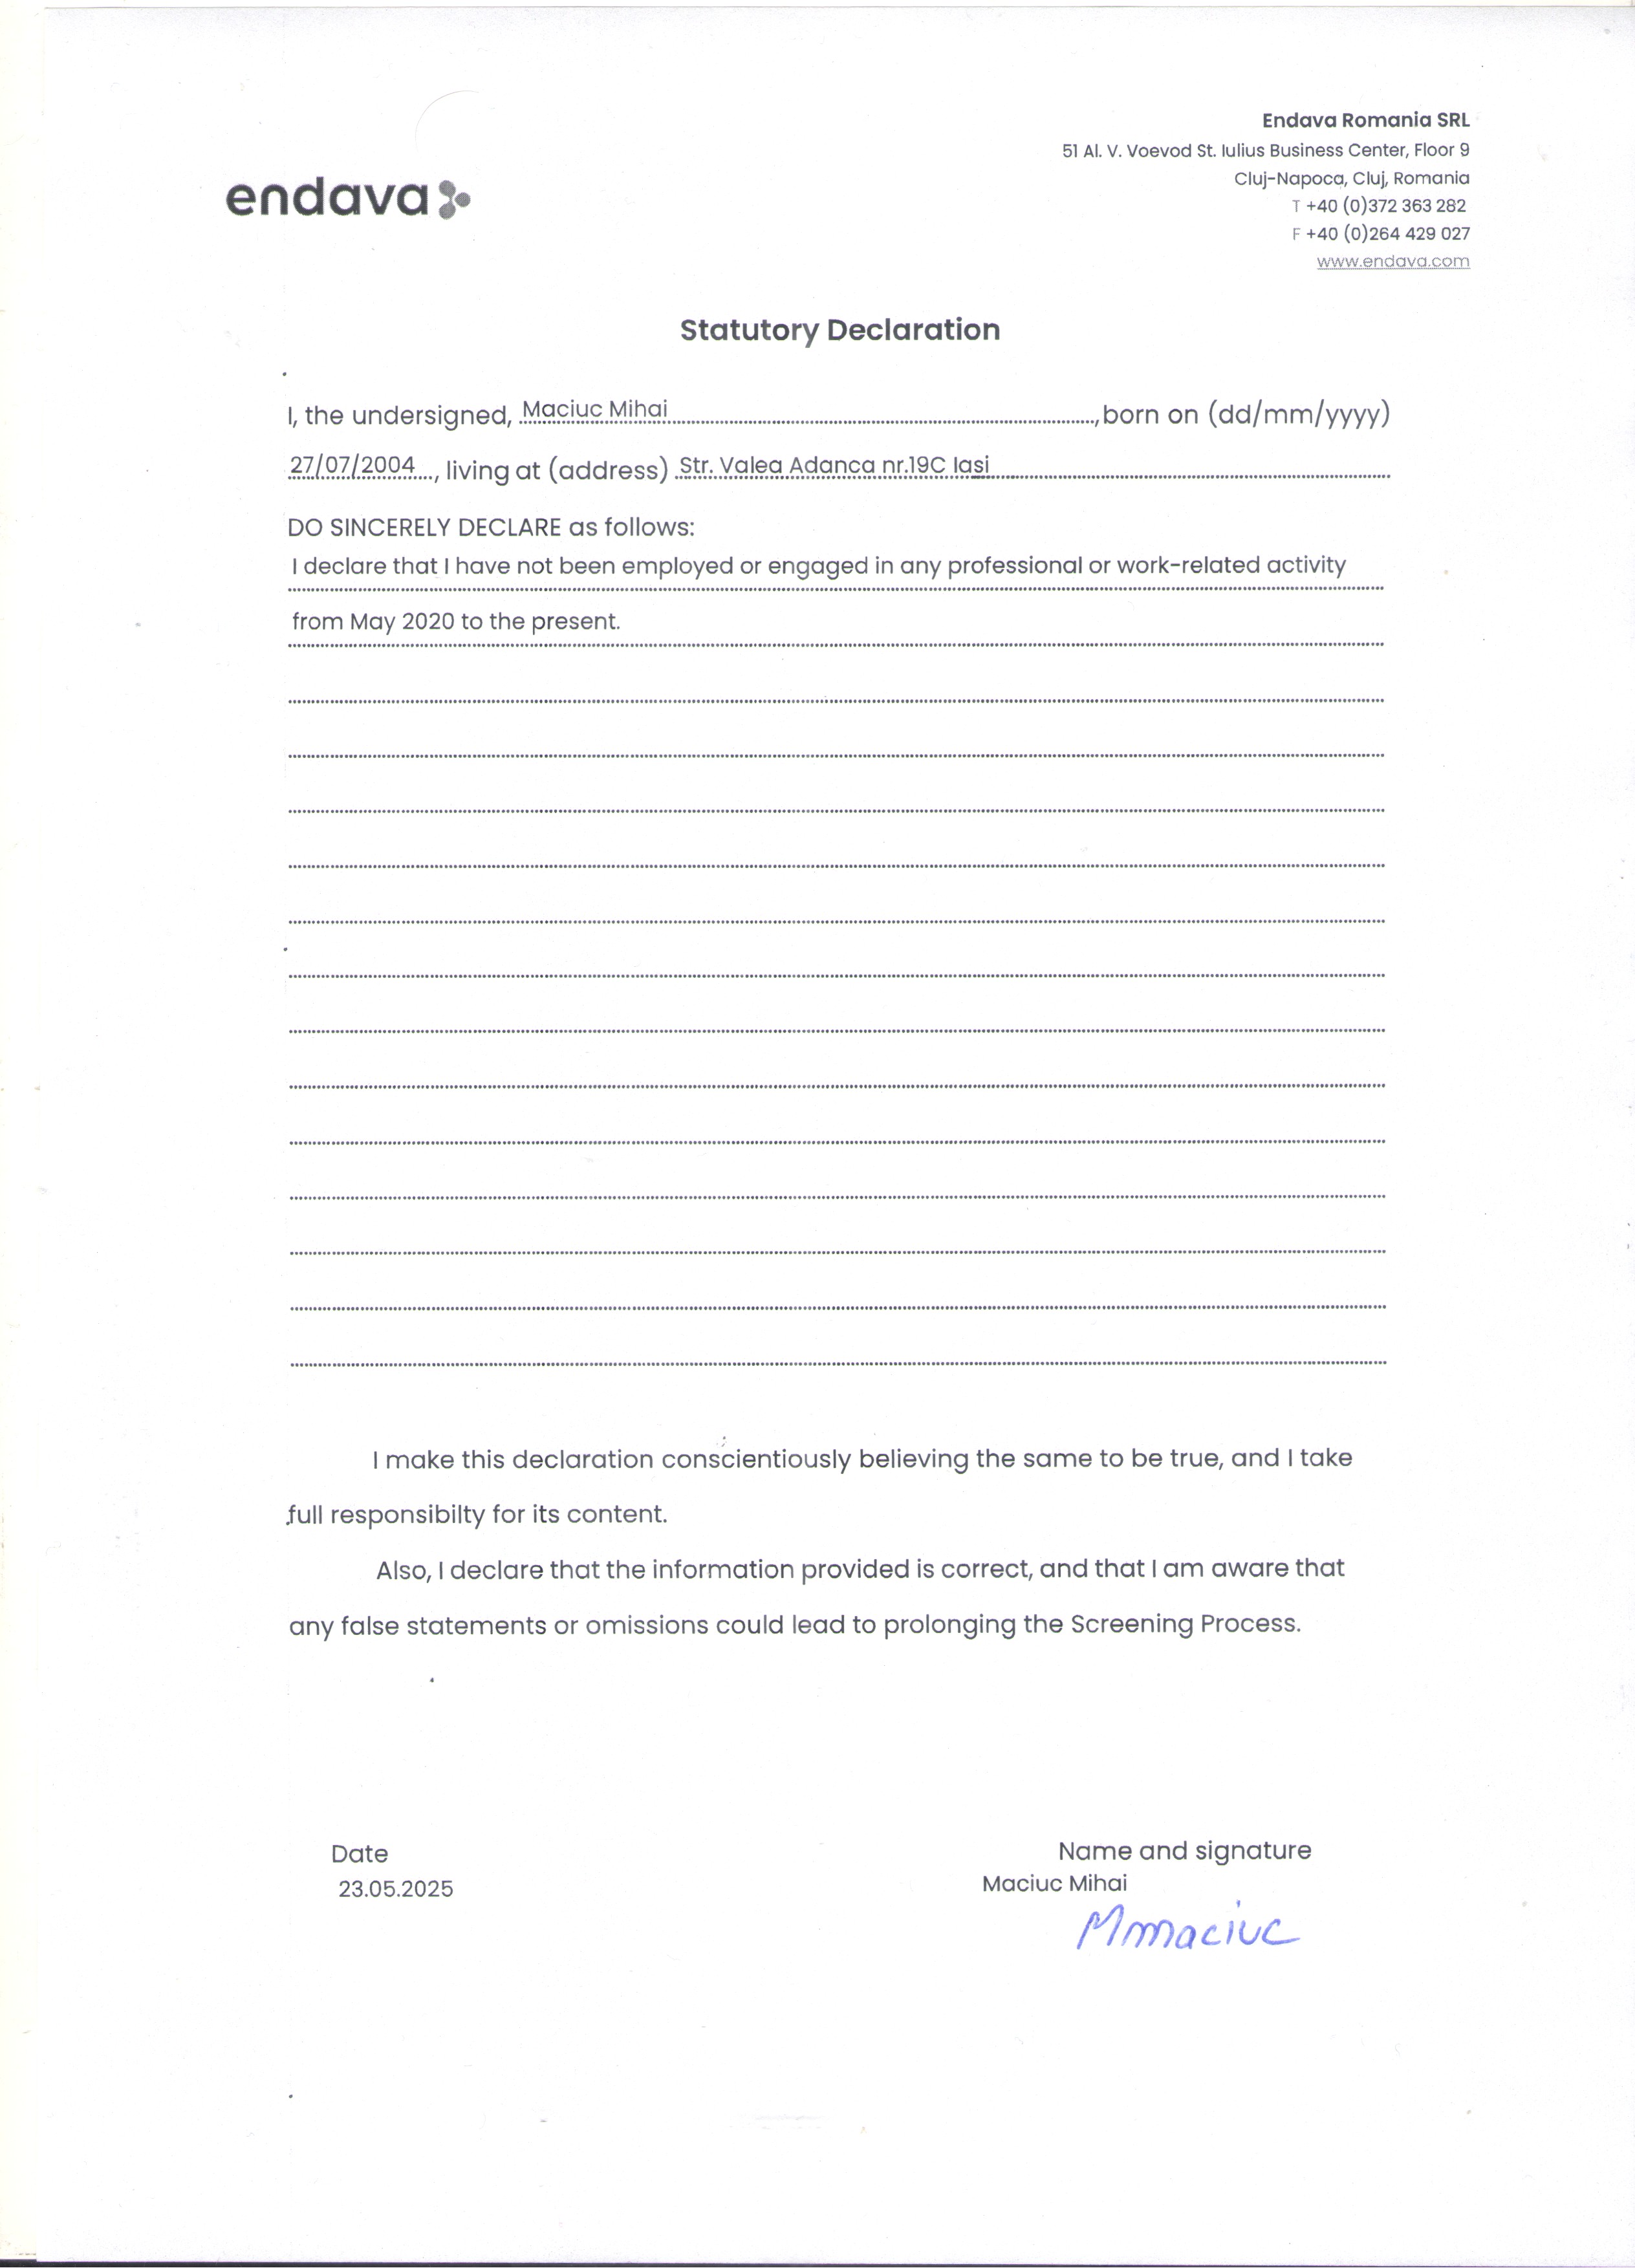 Endava Romania SRL
51 Al. V. Voevod St. Iulius Business Center, Floor 9
Cluj-Napoca, Cluj, Romania
T +40 (0)372 363 282
F +40 (0)264 429 027
www.endava.com
endava
Statutory Declaration
I, the undersigned, Maciuc Mihai, born on (dd/mm/yyyy)
27/07/2004, living at (address) Str. Valea Adanca nr.19C Iasi
DO SINCERELY DECLARE as follows:
I declare that I have not been employed or engaged in any professional or work-related activity
from May 2020 to the present.
I make this declaration conscientiously believing the same to be true, and I take
full responsibilty for its content.
Also, I declare that the information provided is correct, and that I am aware that
any false statements or omissions could lead to prolonging the Screening Process.
Date
23.05.2025
Name and signature
Maciuc Mihai
MMaciuc